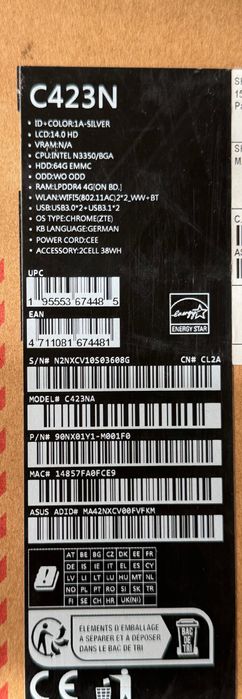 C423N
• ID+COLOR:1A-SILVER
• LCD:14.0 HD
• VRAM:N/A
• CPU:INTEL N3350/BGA
• HDD:64G EMMC
• ODD:WO ODD
• RAM:LPDDR4 4G(ON BD.)
• WLAN:WIFI5(802.11AC)2*2_WW+BT
• USB:USB3.0*2+USB3.1*2
• OS TYPE:CHROME(ZTE)
• KB LANGUAGE:GERMAN
• POWER CORD:CEE
• ACCESSORY:2CELL 38WH
UPC
1 95553 67448 5
EAN
4 711081 674481
energy
ENERGY STAR
S/N# N2NXCV10S03608G CN# CL2A
MODEL# C423NA
P/N# 90NX01Y1-M001F0
MAC# 14857FA0FCE9
ASUS ADID# MA42NXCV00FVFKM
AT BE BG CZ DK EE FR
DE IS IE IT EL ES CY
LV LI LT LU HU MT NL
NO PL PT RO SI SK TR
FI SE CH HR UK(NI)
ÉLÉMENTS D'EMBALLAGE
À SÉPARER ET À DÉPOSER
DANS LE BAC DE TRI
BAC
DE
TRI
CE